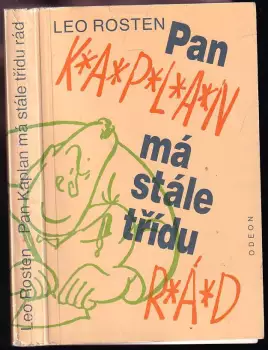 Leo Rosten – Pan Kaplan má stále třídu rád
LEO ROSTEN
Pan
K*A*P*L*A*N
má
stále
třídu
R*Á*D
ODEON